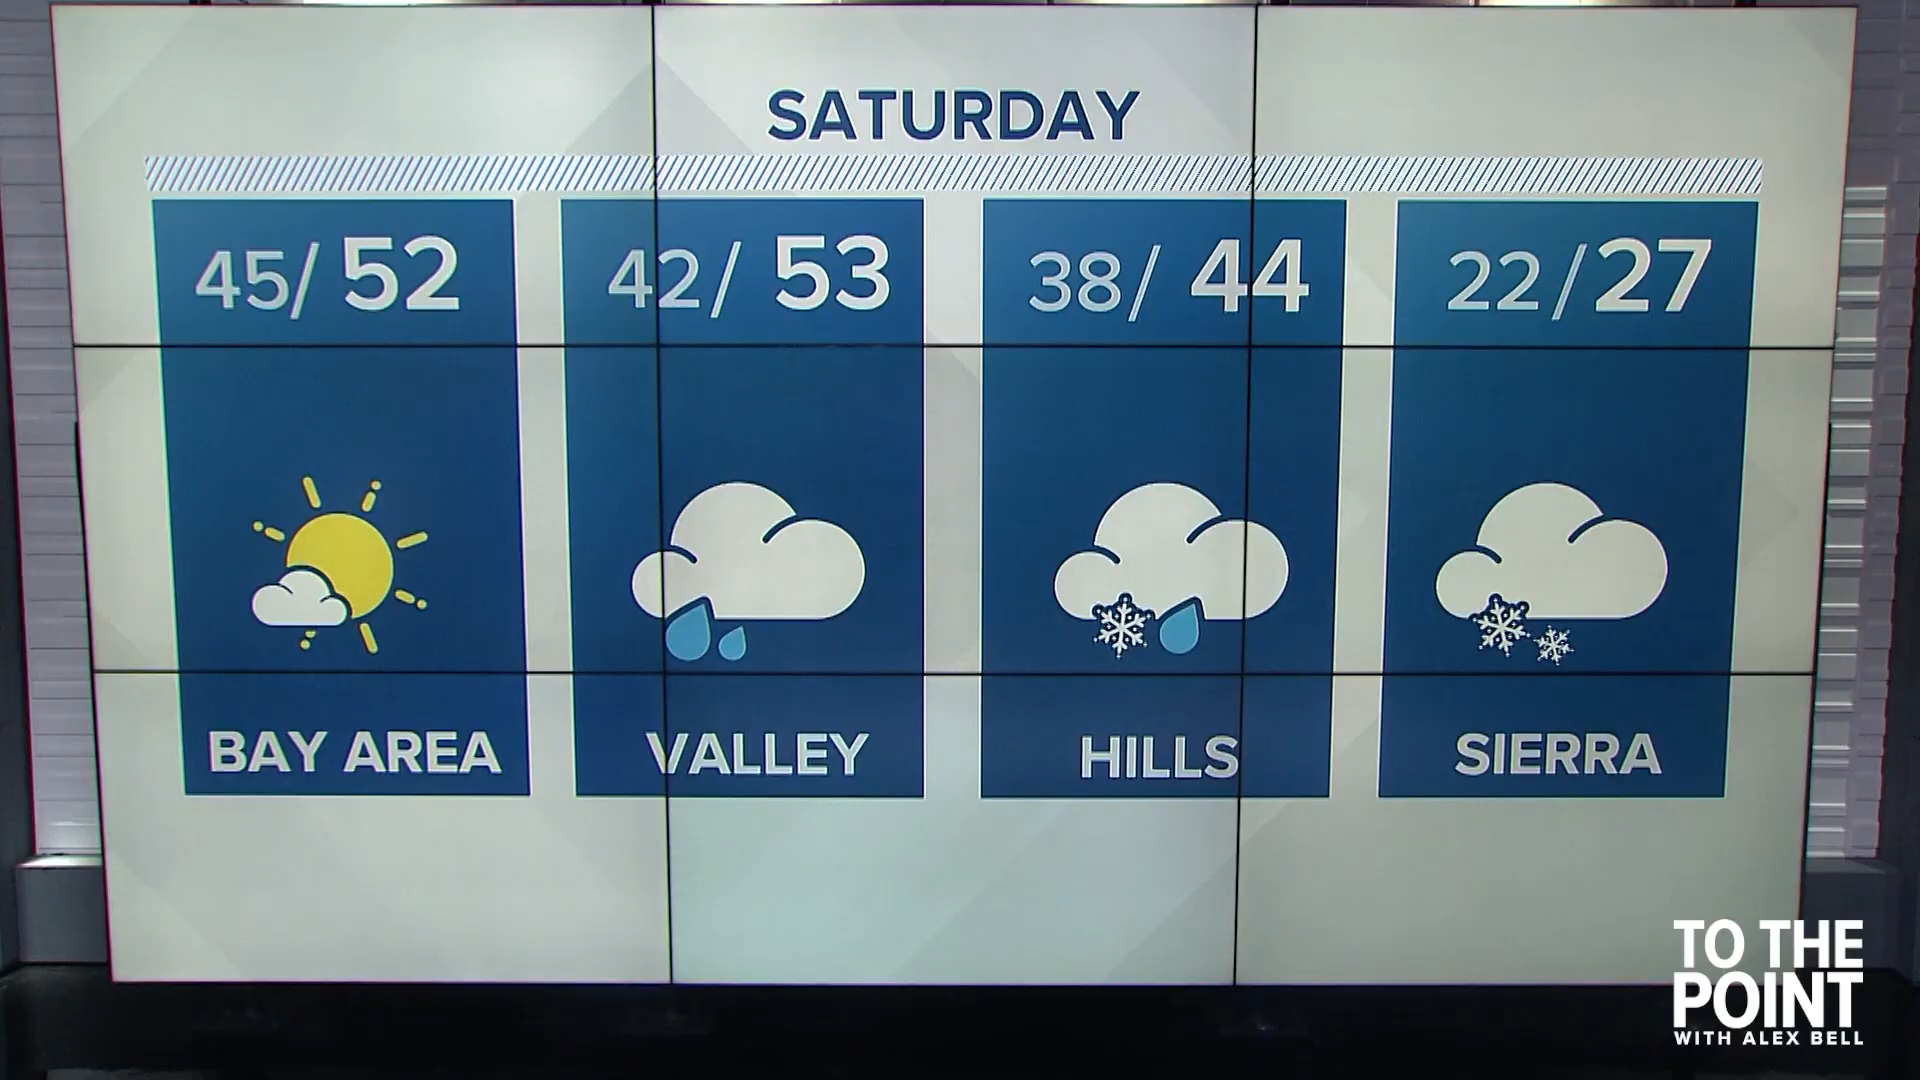 SATURDAY
45/ 52
42/ 53
38/ 44
22/27
BAY AREA
VALLEY
HILLS
SIERRA
TO THE
POINT
WITH ALEX BELL